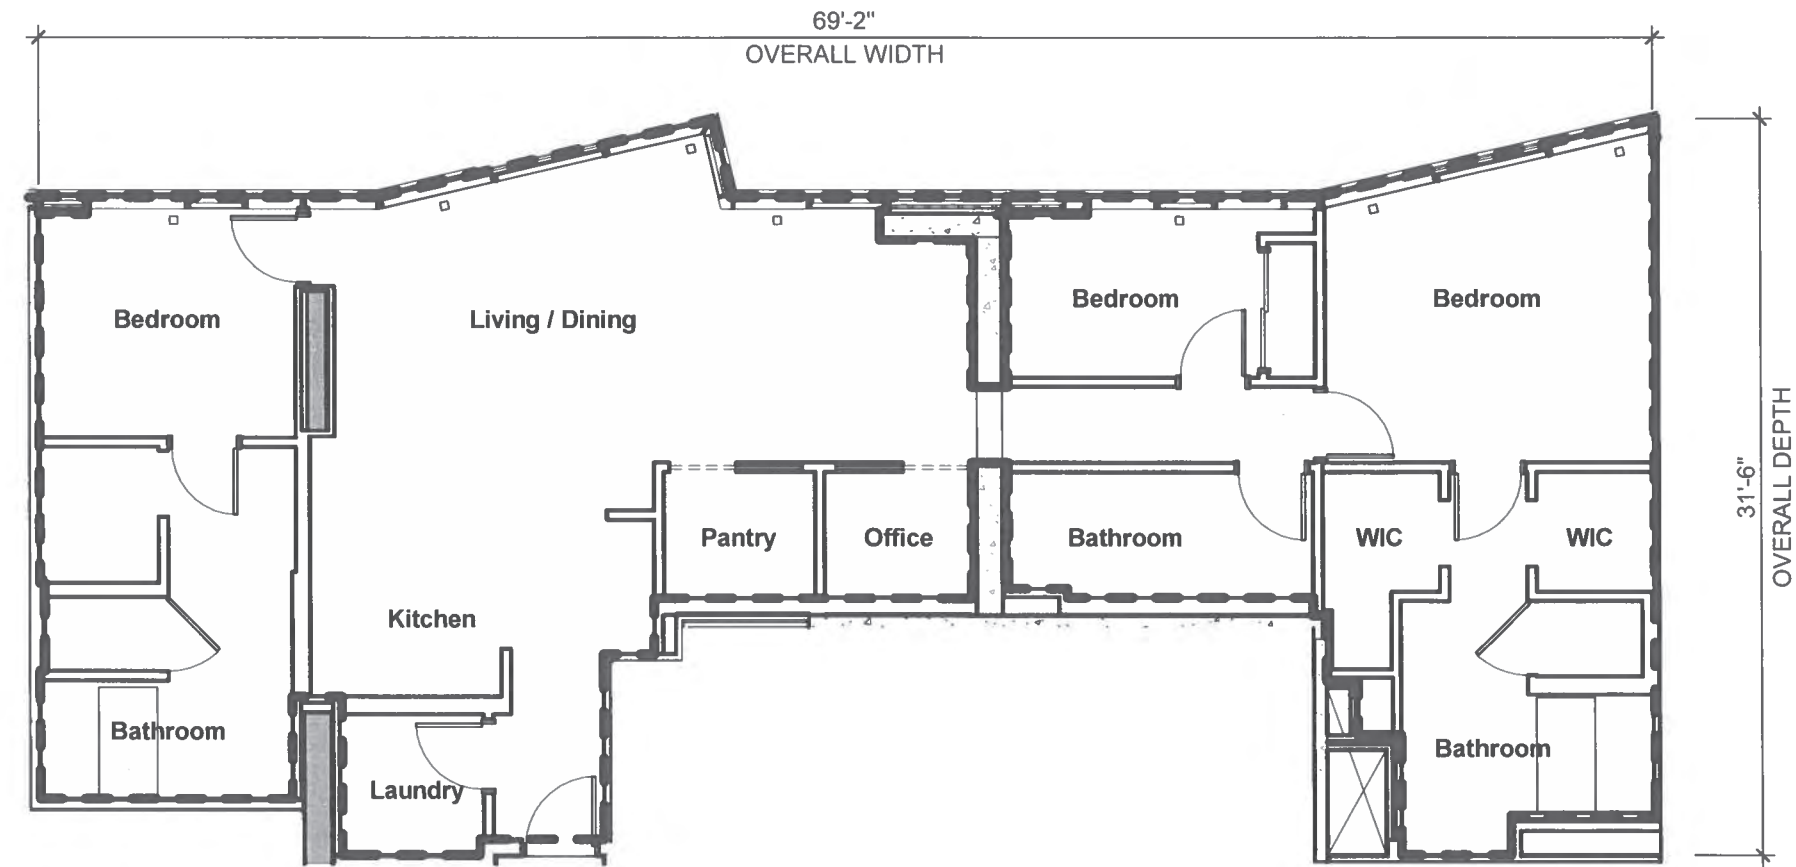 69'-2"
OVERALL WIDTH
Bedroom
Living / Dining
Bedroom
Bedroom
31'-6"
OVERALL DEPTH
Pantry
Office
Bathroom
WIC
WIC
Kitchen
Bathroom
Bathroom
Laundry